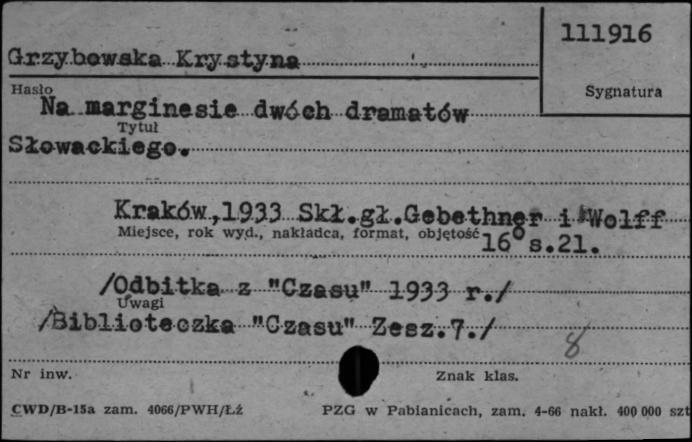 111916
Grzybowska Krystyna
Hasło
Sygnatura
Na marginesie dwóch dramatów
Tytuł
Słowackiego.
Kraków,1933 Skł.gł.Gebethner i Wolff
Miejsce, rok wyd., nakładca, format, objętość
16° s.21.
/Odbitka z "Czasu" 1933 r./
Uwagi
/Biblioteczka "Czasu" Zesz.7./
8
Nr inw.
Znak klas.
CWD/B-15a zam. 4066/PWH/Łź
PZG w Pabianicach, zam. 4-66 nakł. 400 000 szt